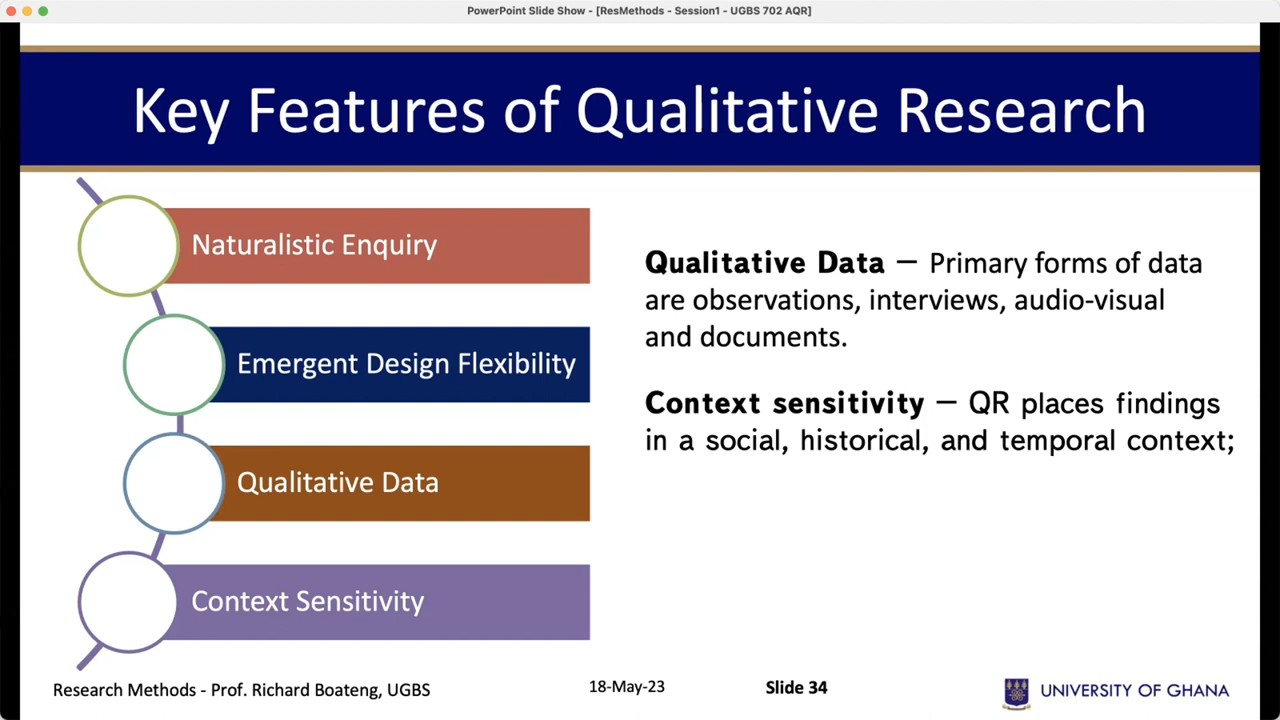 PowerPoint Slide Show - [ResMethods - Session1 - UGBS 702 AQR]
Key Features of Qualitative Research
Naturalistic Enquiry
Emergent Design Flexibility
Qualitative Data
Context Sensitivity
Qualitative Data – Primary forms of data
are observations, interviews, audio-visual
and documents.
Context sensitivity – QR places findings
in a social, historical, and temporal context;
Research Methods - Prof. Richard Boateng, UGBS
18-May-23
Slide 34
UNIVERSITY OF GHANA